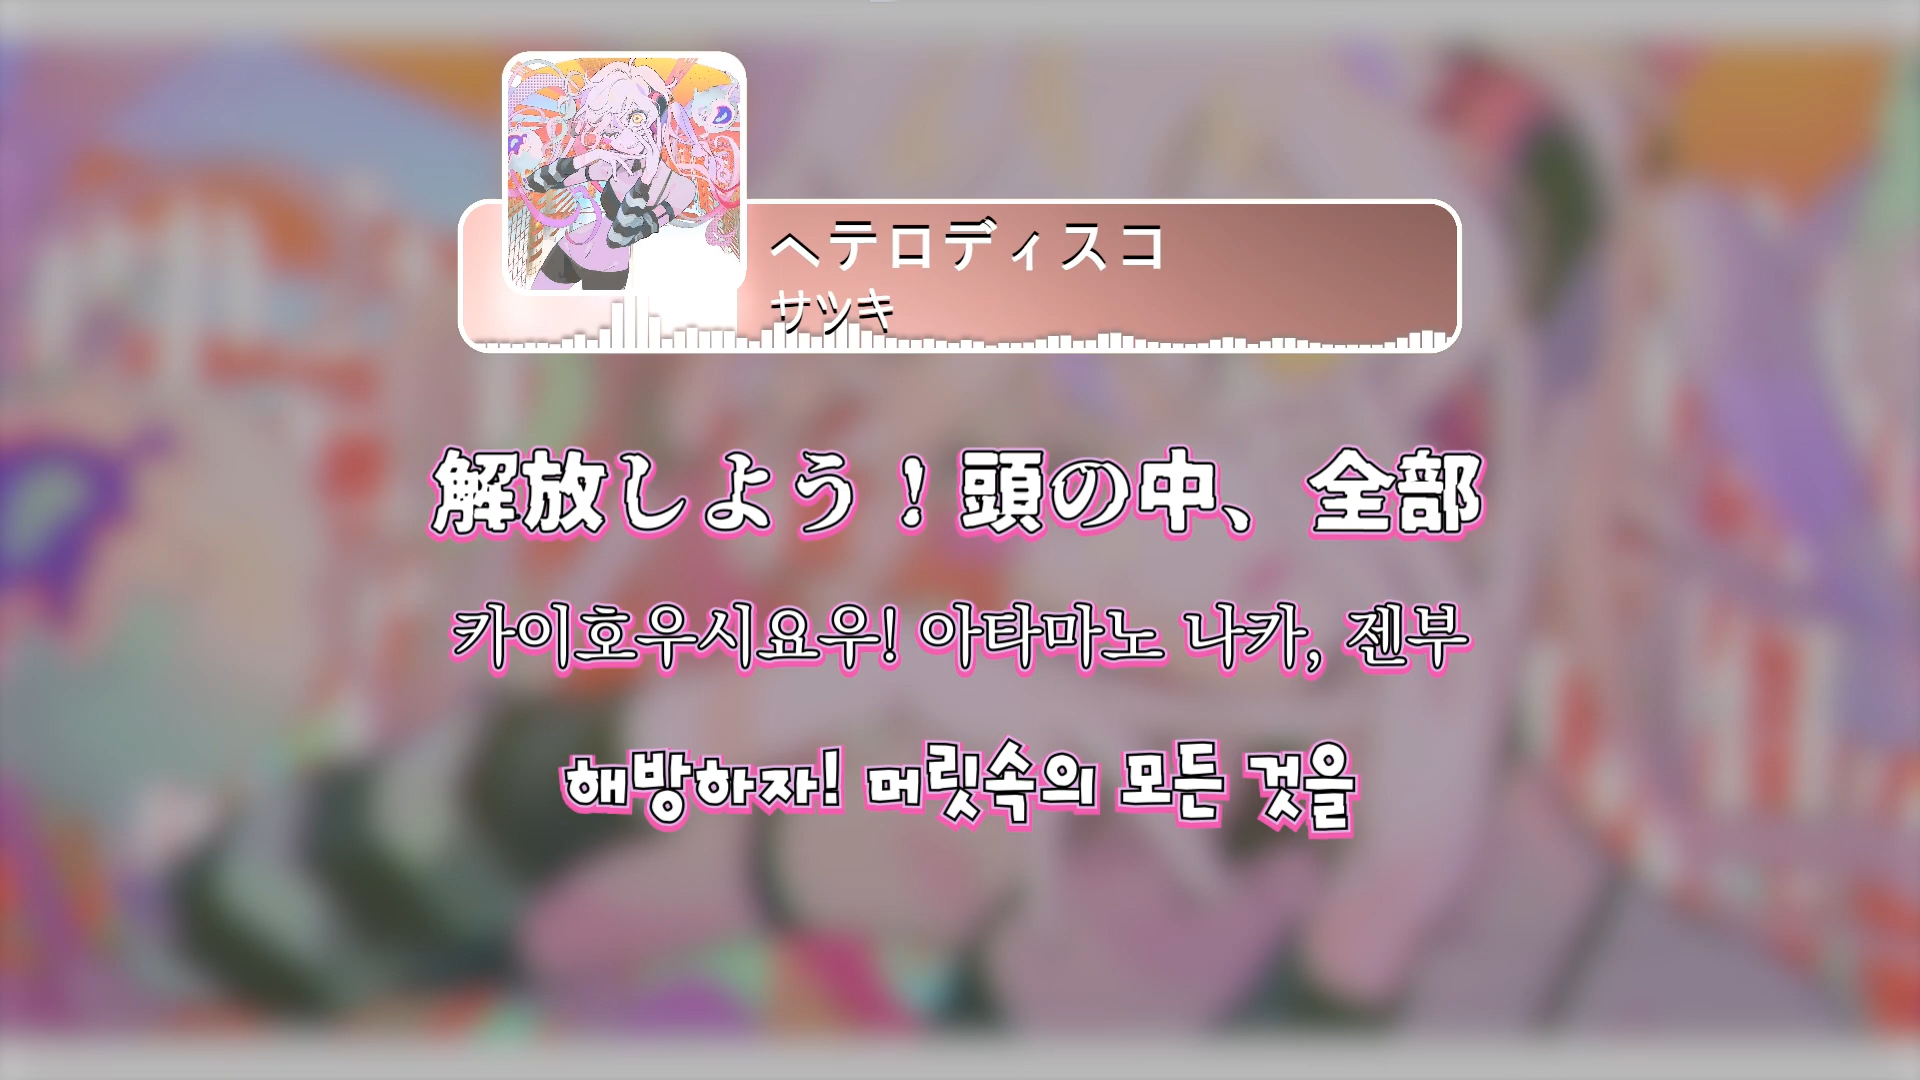 ヘテロディスコ
サツキ
解放しよう！頭の中、全部
카이호우시요우! 아타마노 나카, 젠부
해방하자! 머릿속의 모든 것을